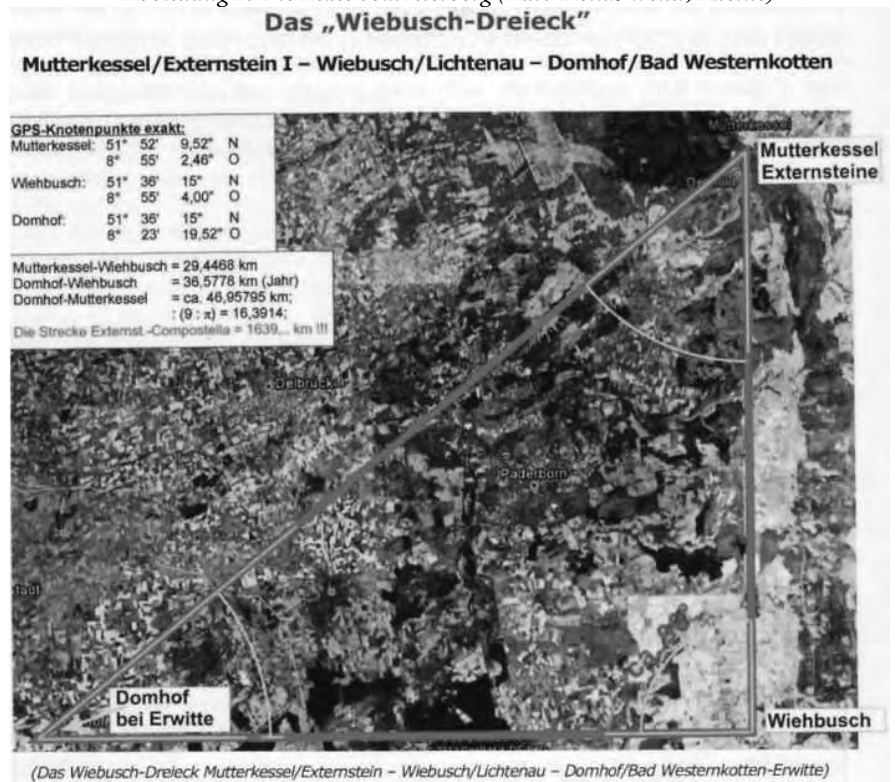 Das „Wiebusch-Dreieck”
Mutterkessel/Externstein I – Wiebusch/Lichtenau – Domhof/Bad Westernkotten
GPS-Knotenpunkte exakt:
Mutterkessel: 51° 52' 9,52" N
8° 55' 2,46" O
Wiehbusch: 51° 36' 15" N
8° 55' 4,00" O
Domhof: 51° 36' 15" N
8° 23' 19,52" O
Mutterkessel-Wiehbusch = 29,4468 km
Domhof-Wiehbusch = 36,5778 km (Jahr)
Domhof-Mutterkessel = ca. 46,95795 km;
: (9 : π) = 16,3914;
Die Strecke Externst.-Compostella = 1639,.. km !!!
Mutterkessel
Mutterkessel
Externsteine
Delbrück
Paderborn
Domhof
bei Erwitte
Wiehbusch
(Das Wiebusch-Dreieck Mutterkessel/Externstein – Wiebusch/Lichtenau – Domhof/Bad Westernkotten-Erwitte)